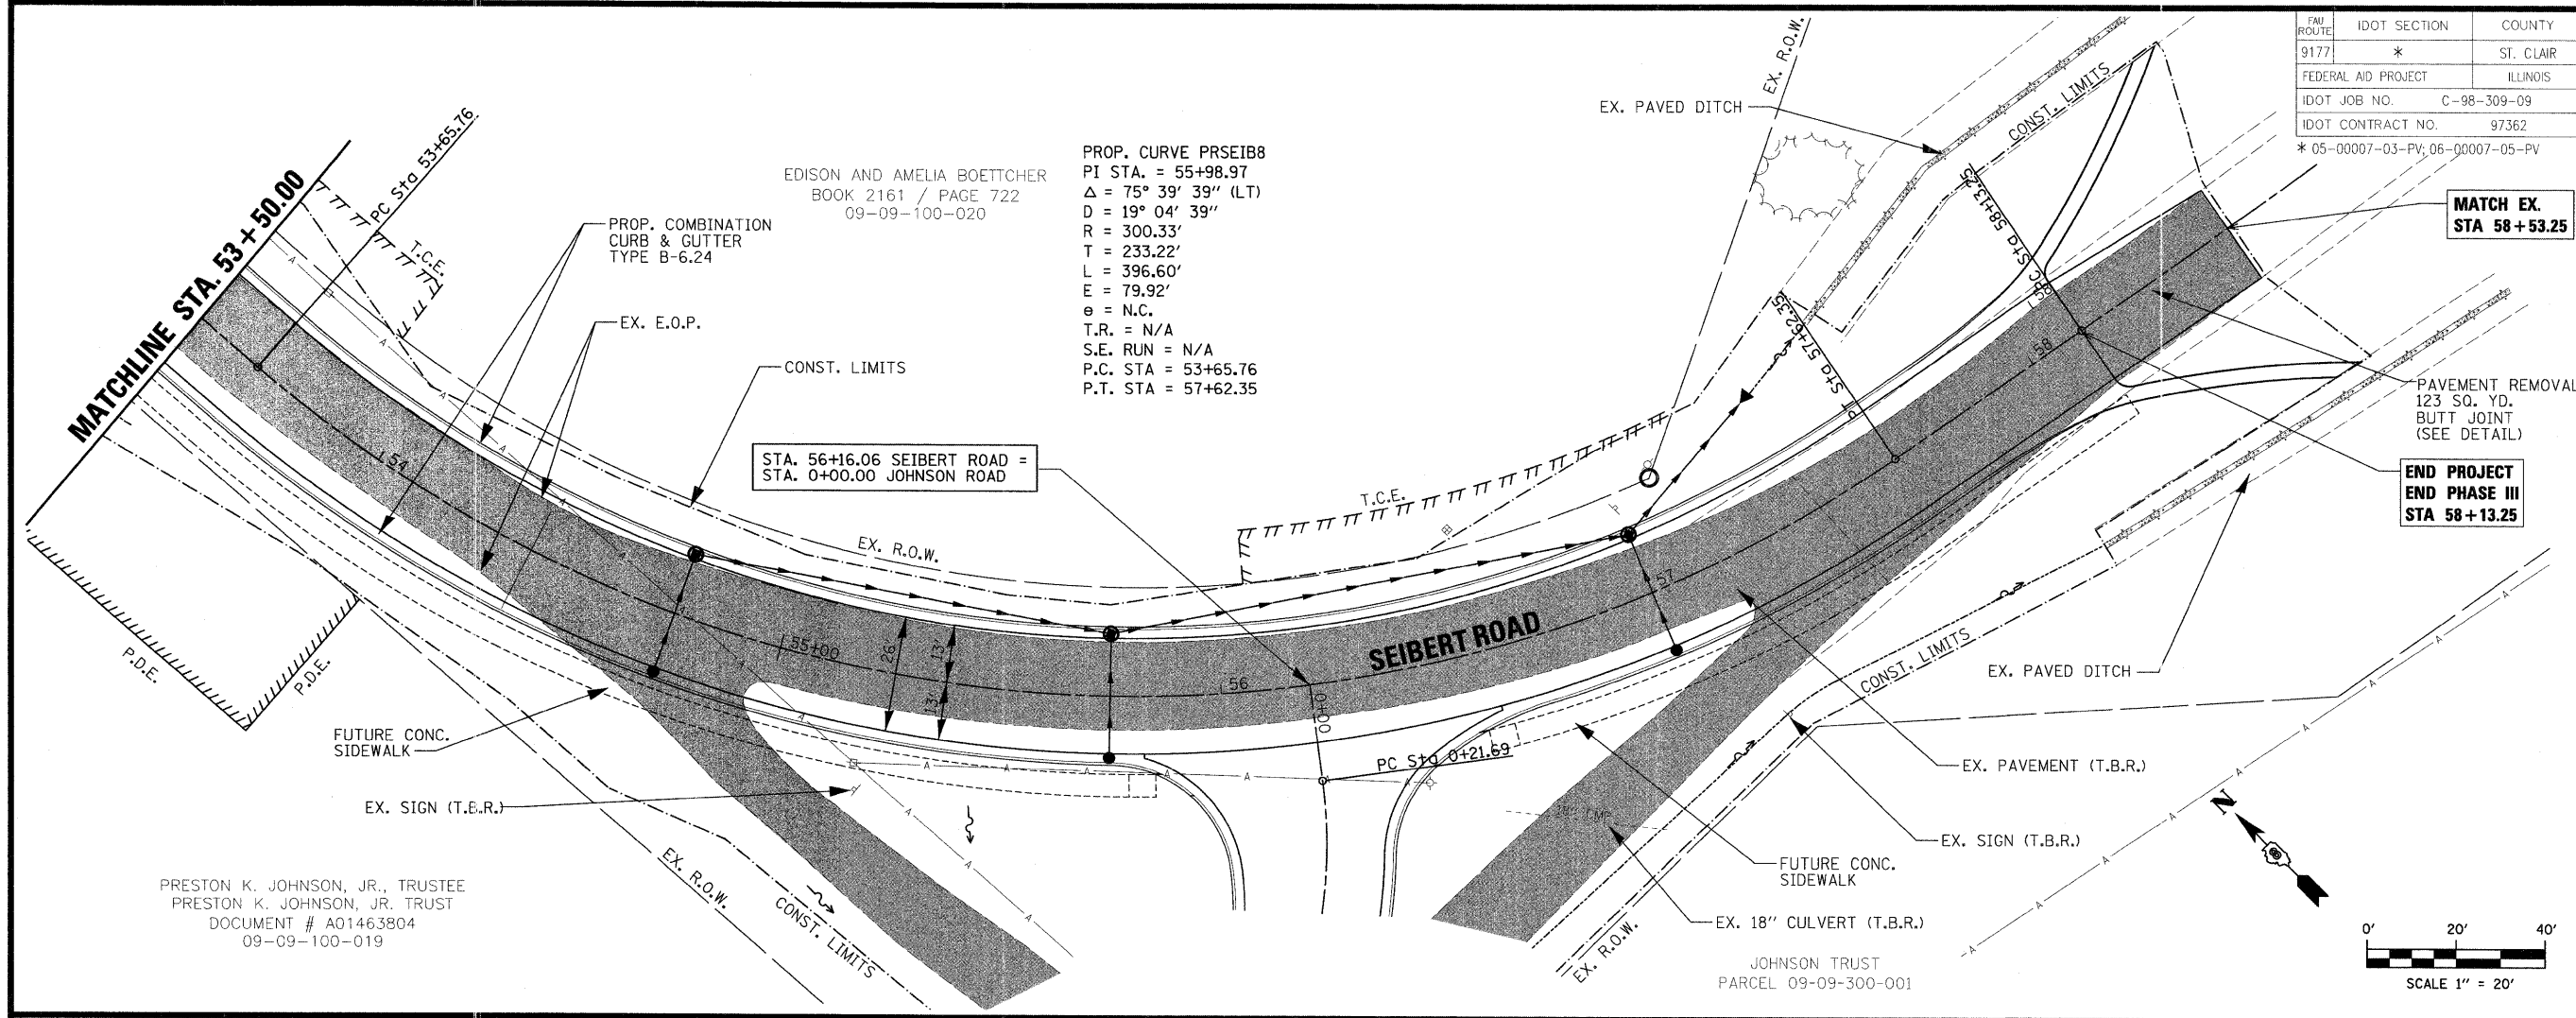 FAU ROUTE
IDOT SECTION
COUNTY
9177
*
ST. CLAIR
FEDERAL AID PROJECT
ILLINOIS
IDOT JOB NO. C-98-309-09
IDOT CONTRACT NO. 97362
* 05-00007-03-PV; 06-00007-05-PV
EX. R.O.W.
EX. PAVED DITCH
CONST. LIMITS
MATCHLINE STA. 53+50.00
PC Sta 53+65.76
T.C.E.
EDISON AND AMELIA BOETTCHER
BOOK 2161 / PAGE 722
09-09-100-020
PROP. CURVE PRSEIB8
PI STA. = 55+98.97
Δ = 75° 39' 39" (LT)
D = 19° 04' 39"
R = 300.33'
T = 233.22'
L = 396.60'
E = 79.92'
e = N.C.
T.R. = N/A
S.E. RUN = N/A
P.C. STA = 53+65.76
P.T. STA = 57+62.35
PROP. COMBINATION
CURB & GUTTER
TYPE B-6.24
EX. E.O.P.
CONST. LIMITS
STA. 56+16.06 SEIBERT ROAD =
STA. 0+00.00 JOHNSON ROAD
MATCH EX.
STA 58+53.25
PC Sta 58+13.25
PT Sta 57+62.35
PAVEMENT REMOVAL
123 SQ. YD.
BUTT JOINT
(SEE DETAIL)
END PROJECT
END PHASE III
STA 58+13.25
T.C.E.
EX. R.O.W.
54
55+00
56
57
58
26'
13'
13'
0+00
SEIBERT ROAD
PC Sta 0+21.69
P.D.E.
P.D.E.
FUTURE CONC.
SIDEWALK
EX. SIGN (T.B.R.)
EX. R.O.W.
CONST. LIMITS
PRESTON K. JOHNSON, JR., TRUSTEE
PRESTON K. JOHNSON, JR. TRUST
DOCUMENT # A01463804
09-09-100-019
CONST. LIMITS
EX. PAVED DITCH
EX. PAVEMENT (T.B.R.)
EX. SIGN (T.B.R.)
FUTURE CONC.
SIDEWALK
EX. 18" CULVERT (T.B.R.)
EX. R.O.W.
JOHNSON TRUST
PARCEL 09-09-300-001
N
0' 20' 40'
SCALE 1" = 20'